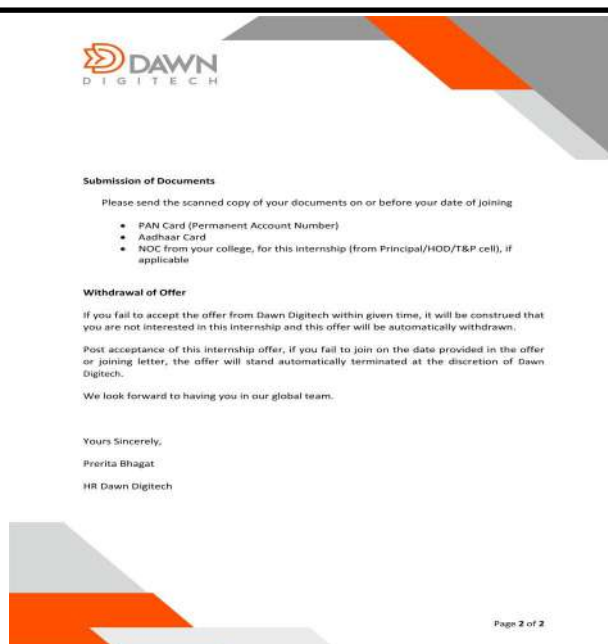 DAWN
DIGITECH
Submission of Documents
Please send the scanned copy of your documents on or before your date of joining
• PAN Card (Permanent Account Number)
• Aadhaar Card
• NOC from your college, for this internship (from Principal/HOD/T&P cell), if
applicable
Withdrawal of Offer
If you fail to accept the offer from Dawn Digitech within given time, it will be construed that
you are not interested in this internship and this offer will be automatically withdrawn.
Post acceptance of this internship offer, if you fail to join on the date provided in the offer
or joining letter, the offer will stand automatically terminated at the discretion of Dawn
Digitech.
We look forward to having you in our global team.
Yours Sincerely,
Prerita Bhagat
HR Dawn Digitech
Page 2 of 2